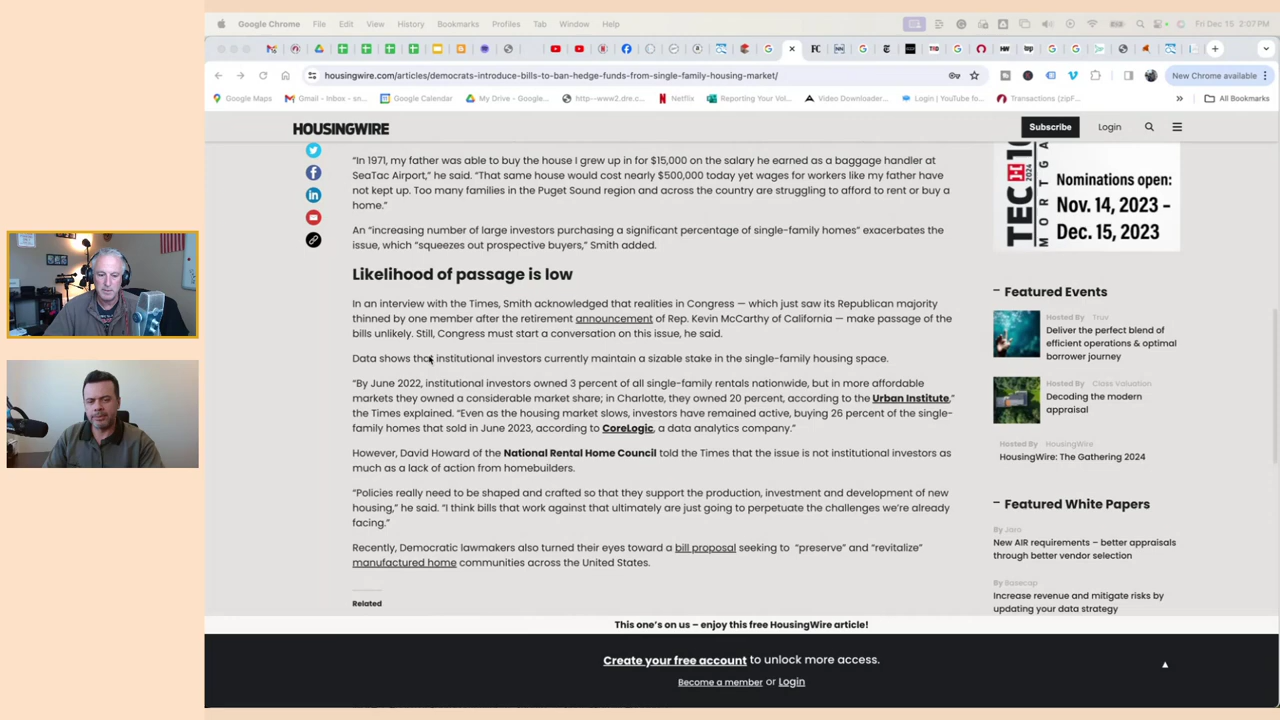 Google Chrome File Edit View History Bookmarks Profiles Tab Window Help
Fri Dec 15 2:07 PM
housingwire.com/articles/democrats-introduce-bills-to-ban-hedge-funds-from-single-family-housing-market/
New Chrome available
Google Maps
Gmail - Inbox - sn...
Google Calendar
My Drive - Google...
http--www2.dre.c...
Netflix
Reporting Your Vol...
Video Downloader...
Login | YouTube fo...
Transactions (zipF...
» All Bookmarks
HOUSINGWIRE
Subscribe
Login
"In 1971, my father was able to buy the house I grew up in for $15,000 on the salary he earned as a baggage handler at
SeaTac Airport," he said. "That same house would cost nearly $500,000 today yet wages for workers like my father have
not kept up. Too many families in the Puget Sound region and across the country are struggling to afford to rent or buy a
home."
An "increasing number of large investors purchasing a significant percentage of single-family homes" exacerbates the
issue, which "squeezes out prospective buyers," Smith added.
Likelihood of passage is low
In an interview with the Times, Smith acknowledged that realities in Congress — which just saw its Republican majority
thinned by one member after the retirement announcement of Rep. Kevin McCarthy of California — make passage of the
bills unlikely. Still, Congress must start a conversation on this issue, he said.
Data shows that institutional investors currently maintain a sizable stake in the single-family housing space.
"By June 2022, institutional investors owned 3 percent of all single-family rentals nationwide, but in more affordable
markets they owned a considerable market share; in Charlotte, they owned 20 percent, according to the Urban Institute,"
the Times explained. "Even as the housing market slows, investors have remained active, buying 26 percent of the single-
family homes that sold in June 2023, according to CoreLogic, a data analytics company."
However, David Howard of the National Rental Home Council told the Times that the issue is not institutional investors as
much as a lack of action from homebuilders.
"Policies really need to be shaped and crafted so that they support the production, investment and development of new
housing," he said. "I think bills that work against that ultimately are just going to perpetuate the challenges we're already
facing."
Recently, Democratic lawmakers also turned their eyes toward a bill proposal seeking to "preserve" and "revitalize"
manufactured home communities across the United States.
Related
TECH
MORTGA
2024
Nominations open:
Nov. 14, 2023 -
Dec. 15, 2023
Featured Events
Hosted By Truv
Deliver the perfect blend of
efficient operations & optimal
borrower journey
Hosted By Class Valuation
Decoding the modern
appraisal
Hosted By HousingWire
HousingWire: The Gathering 2024
Featured White Papers
By Jaro
New AIR requirements – better appraisals
through better vendor selection
By Basecap
Increase revenue and mitigate risks by
updating your data strategy
This one's on us – enjoy this free HousingWire article!
Create your free account to unlock more access.
Become a member or Login